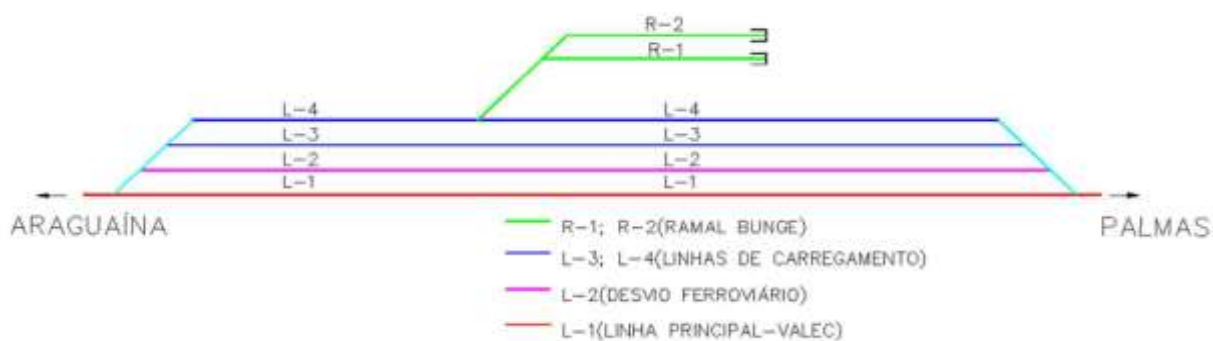 R-2
R-1
L-4 L-4
L-3 L-3
L-2 L-2
L-1 L-1
ARAGUAÍNA PALMAS
R-1; R-2(RAMAL BUNGE)
L-3; L-4(LINHAS DE CARREGAMENTO)
L-2(DESVIO FERROVIÁRIO)
L-1(LINHA PRINCIPAL-VALEC)